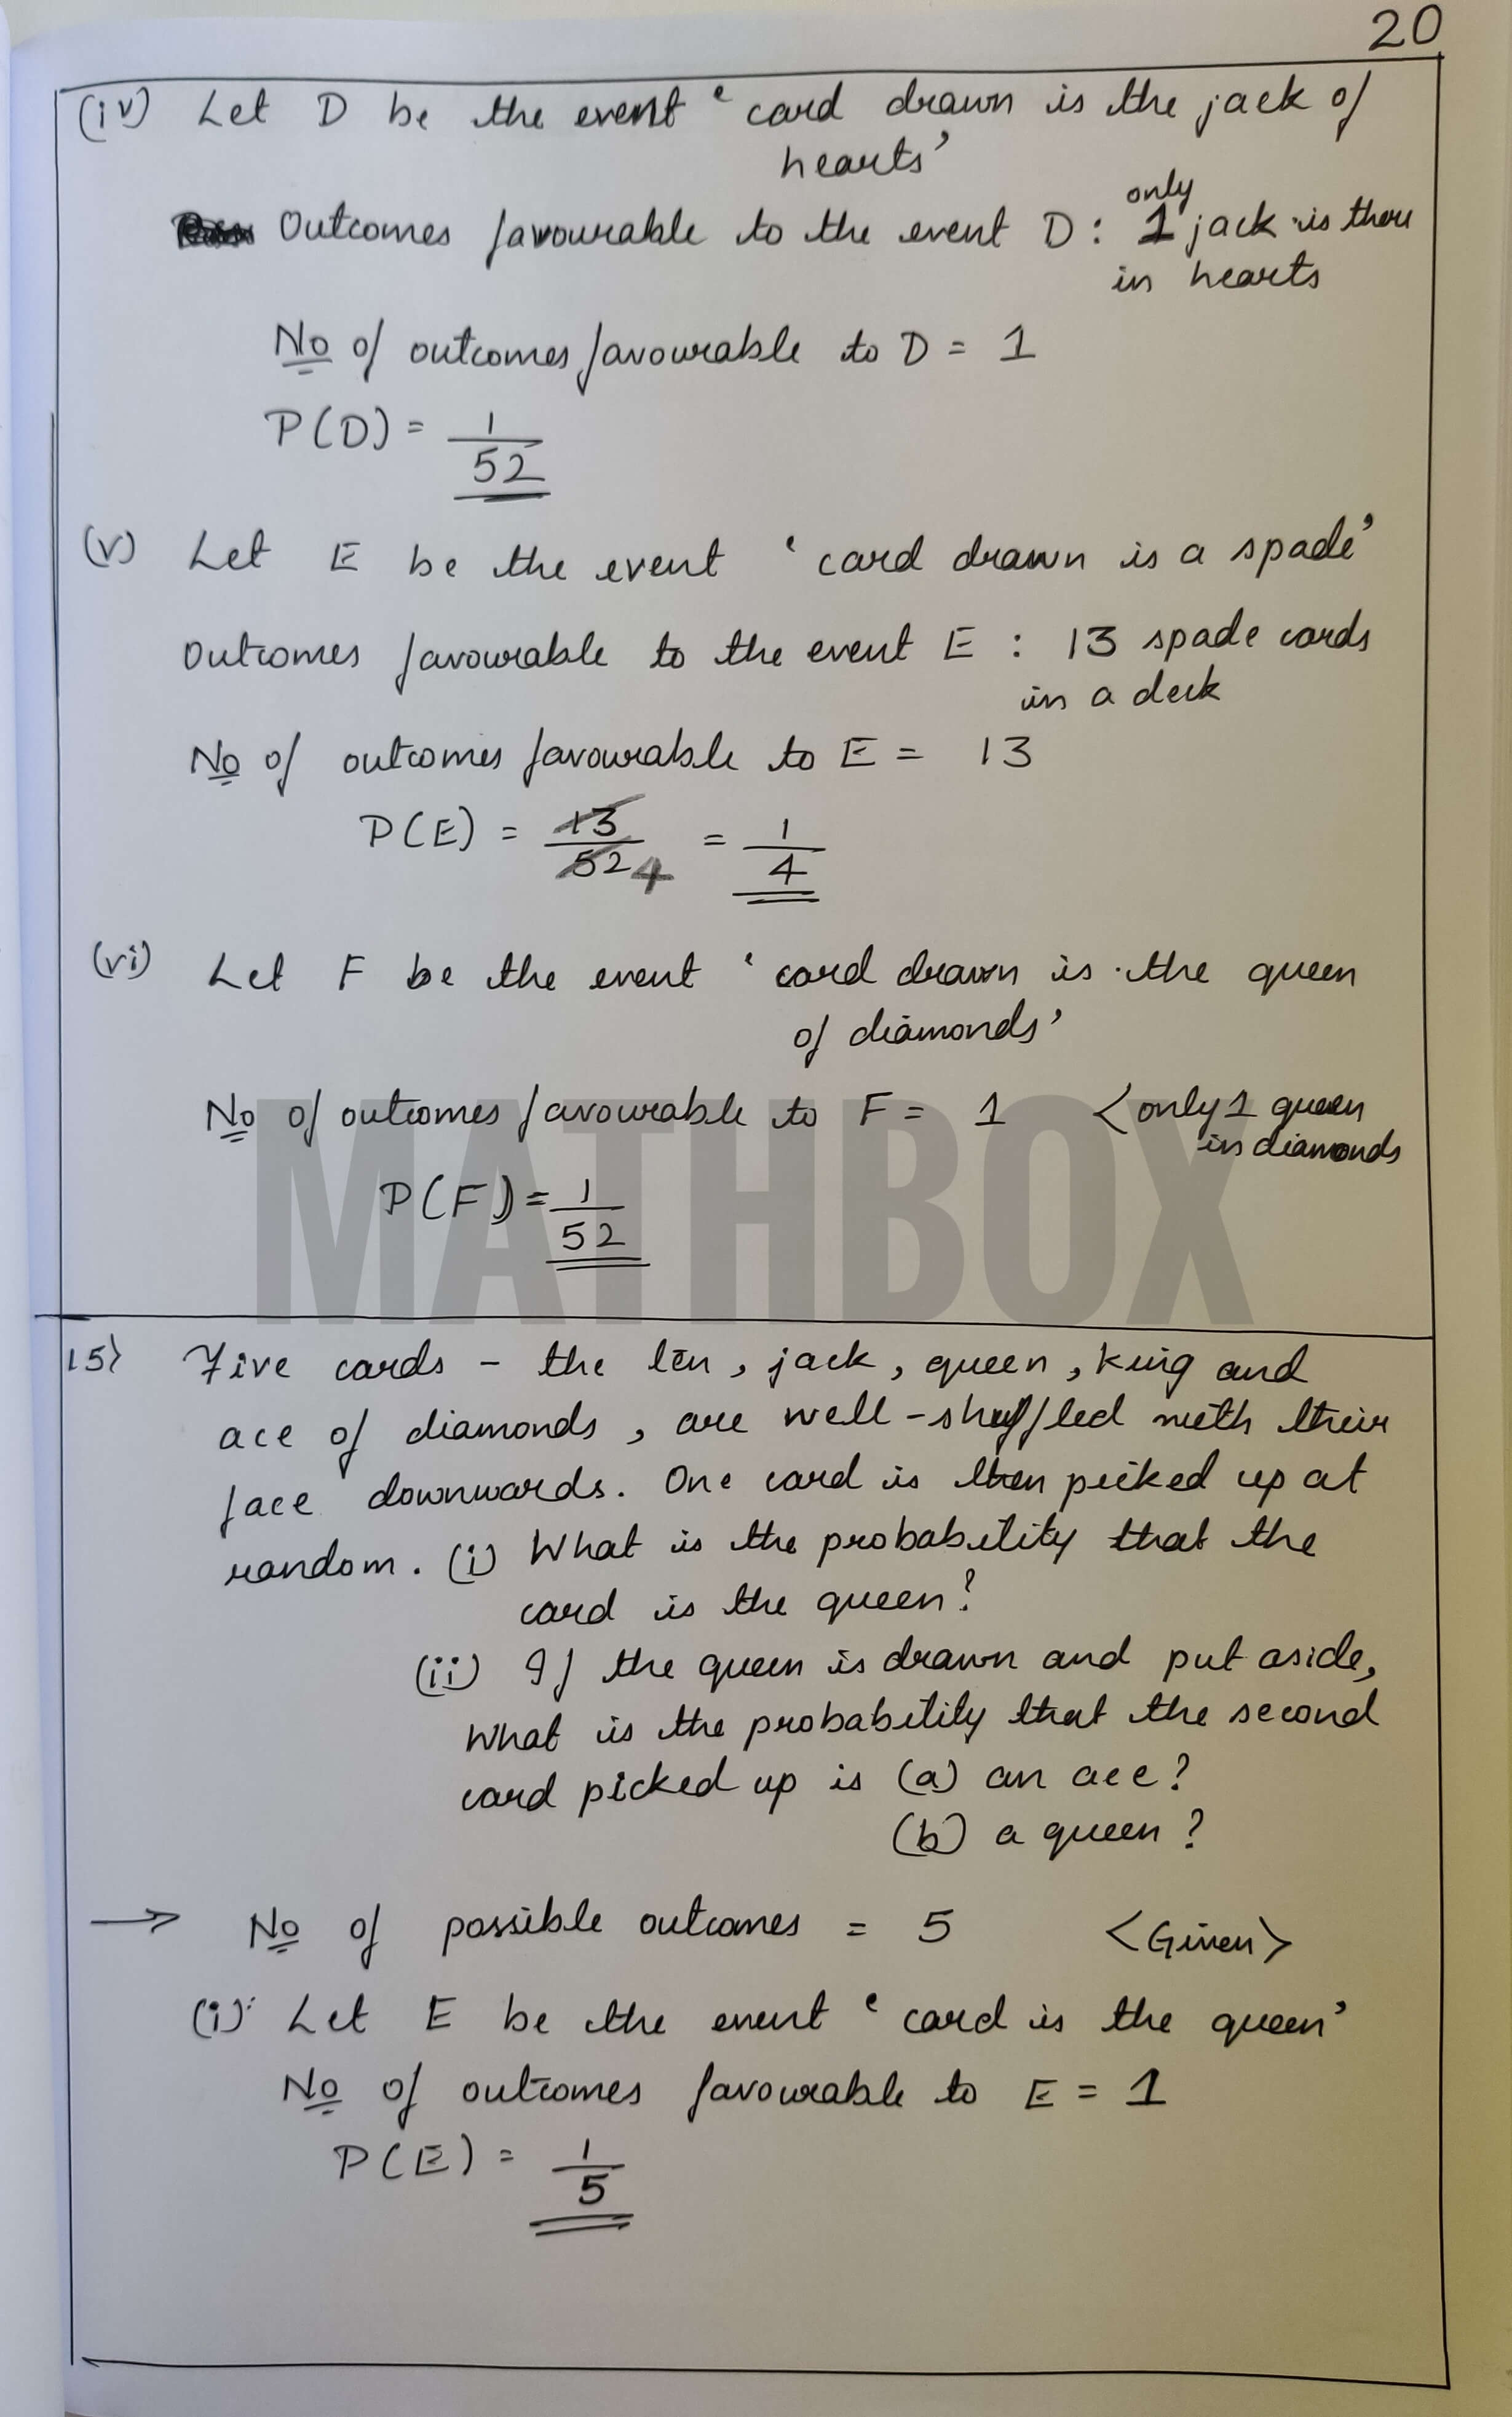 20
(iv) Let D be the event ‘card drawn is the jack of
hearts’
only
Outcomes favourable to the event D : 1 jack is there
in hearts
No of outcomes favourable to D = 1
P(D) = 1/52
(v) Let E be the event ‘card drawn is a spade’
Outcomes favourable to the event E : 13 spade cards
in a deck
No of outcomes favourable to E = 13
P(E) = 13/52 4 = 1/4
(vi) Let F be the event ‘card drawn is the queen
of diamonds’
No of outcomes favourable to F = 1 <only 1 queen
in diamonds
P(F) = 1/52
MATHBOX
15> Five cards – the ten, jack, queen, king and
ace of diamonds, are well-shuffled with their
face downwards. One card is then picked up at
random. (i) What is the probability that the
card is the queen?
(ii) If the queen is drawn and put aside,
What is the probability that the second
card picked up is (a) an ace?
(b) a queen?
→ No of possible outcomes = 5 <Given>
(i) Let E be the event ‘card is the queen’
No of outcomes favourable to E = 1
P(E) = 1/5